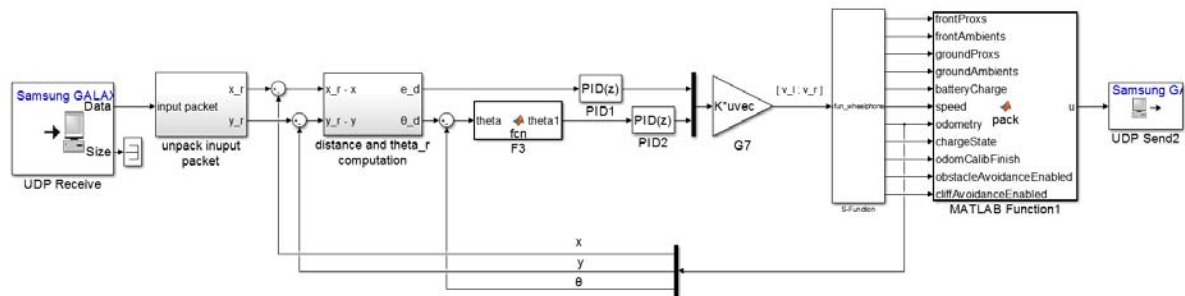 Samsung GALAX
Data
Size
UDP Receive
input packet
x_r
y_r
unpack inuput
packet
x_r - x
y_r - y
e_d
θ_d
distance and theta_r
computation
theta
fcn
theta1
F3
PID(z)
PID1
PID(z)
PID2
K*uvec
G7
[ v_l ; v_r ]
fun_wheelphone
S-Function
frontProxs
frontAmbients
groundProxs
groundAmbients
batteryCharge
speed
odometry
chargeState
odomCalibFinish
obstacleAvoidanceEnabled
cliffAvoidanceEnabled
pack
u
MATLAB Function1
Samsung GA
UDP Send2
x
y
θ